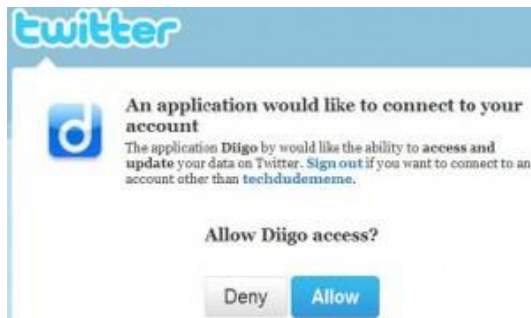 twitter
An application would like to connect to your
account
The application Diigo by would like the ability to access and
update your data on Twitter. Sign out if you want to connect to an
account other than techdudememe.
Allow Diigo access?
Deny Allow